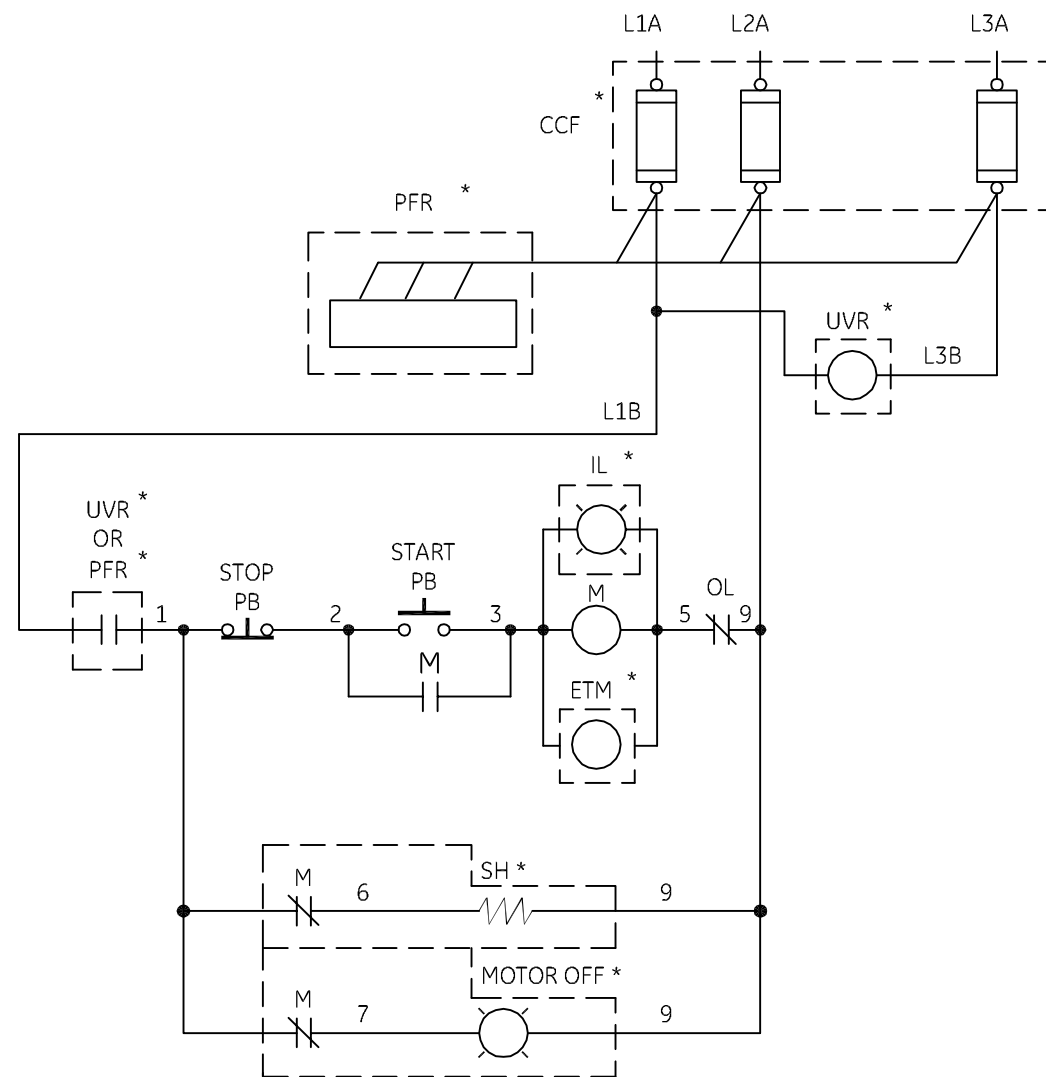 L1A
L2A
L3A
*
CCF
PFR *
UVR *
L3B
L1B
IL *
UVR *
OR
PFR *
STOP
PB
START
PB
M
OL
1
2
3
5
9
M
ETM *
SH *
M
6
9
MOTOR OFF *
M
7
9